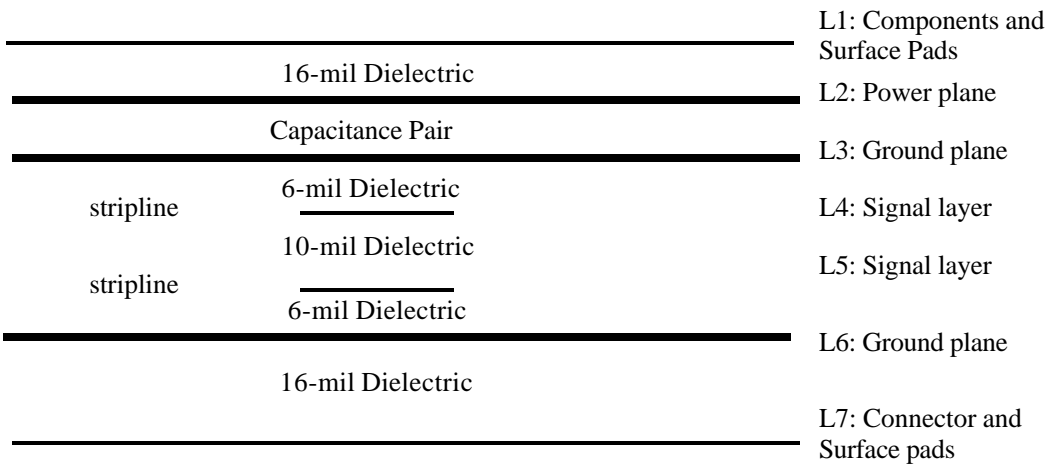 L1: Components and
Surface Pads
16-mil Dielectric
L2: Power plane
Capacitance Pair
L3: Ground plane
6-mil Dielectric
stripline
L4: Signal layer
10-mil Dielectric
L5: Signal layer
stripline
6-mil Dielectric
L6: Ground plane
16-mil Dielectric
L7: Connector and
Surface pads